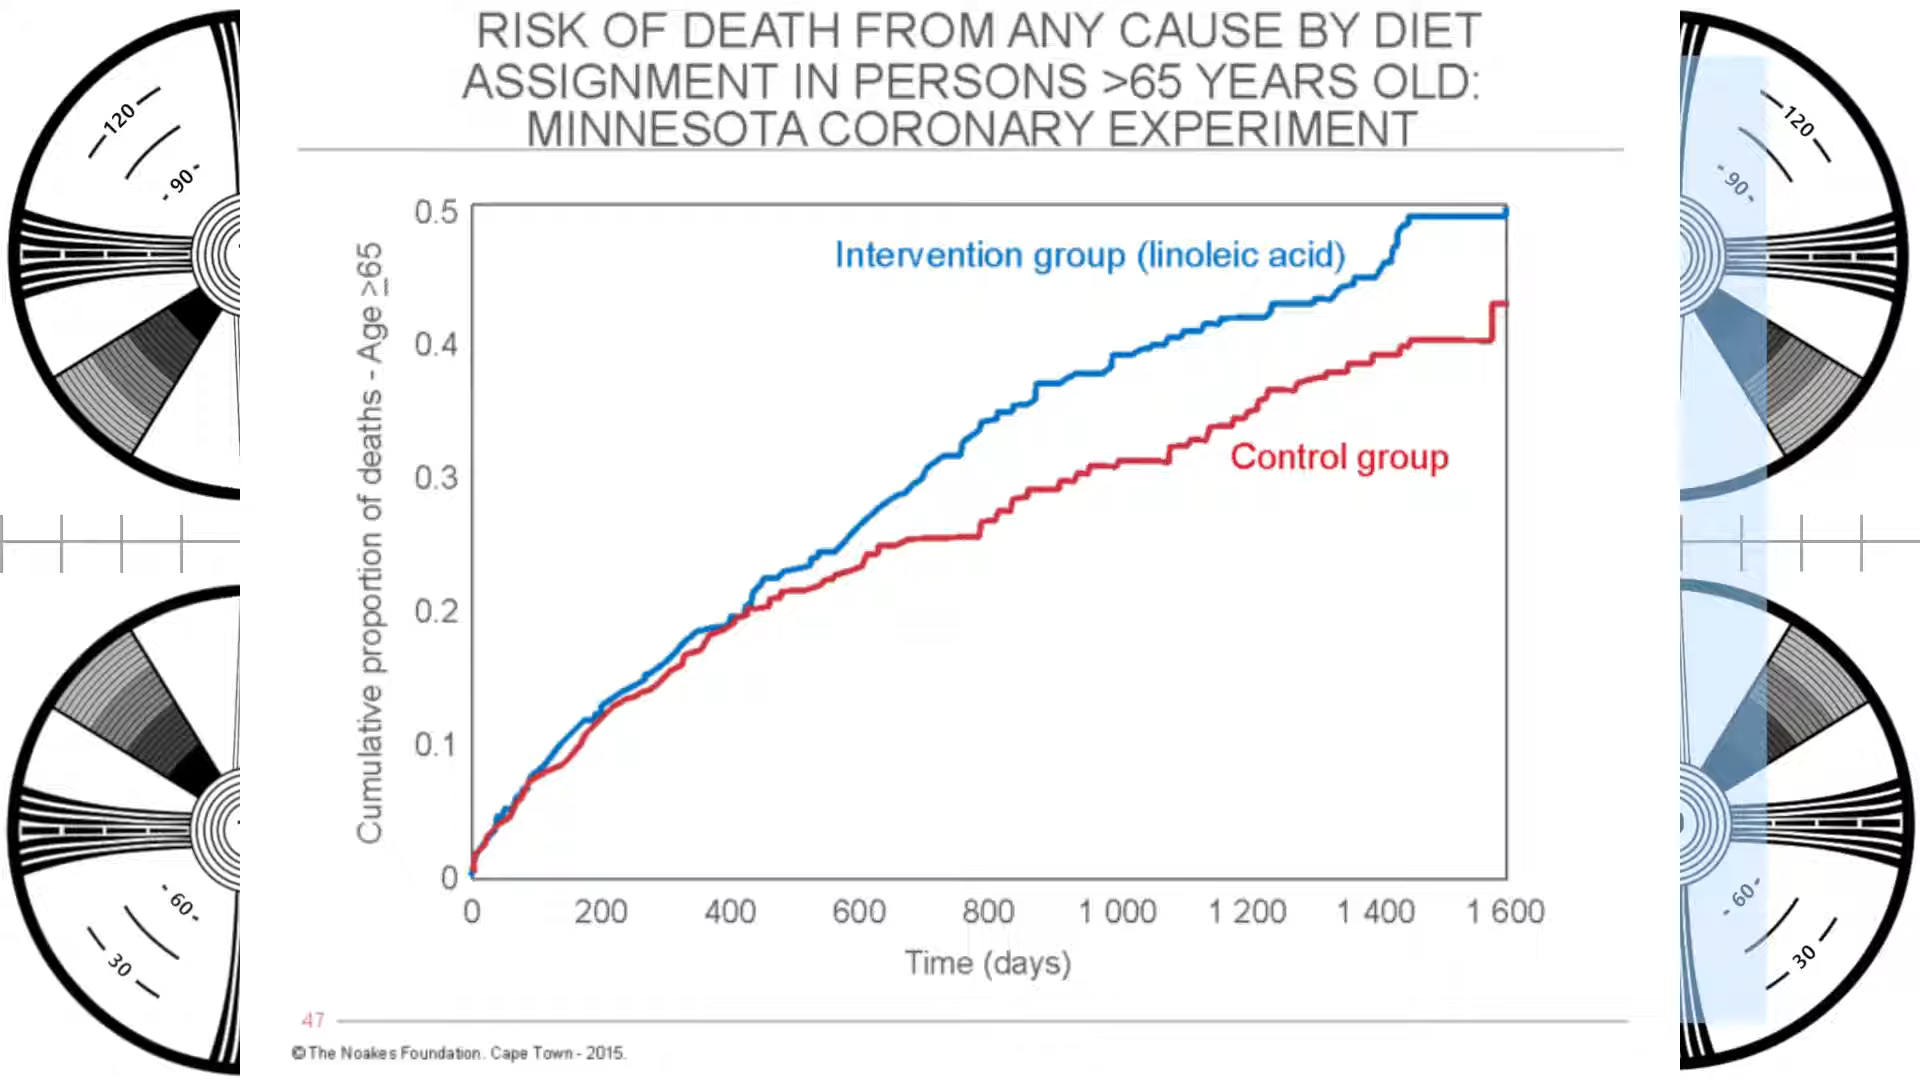 RISK OF DEATH FROM ANY CAUSE BY DIET
ASSIGNMENT IN PERSONS >65 YEARS OLD:
MINNESOTA CORONARY EXPERIMENT
120
- 90 -
120
- 90 -
Cumulative proportion of deaths - Age ≥65
0.5
0.4
0.3
0.2
0.1
0
Intervention group (linoleic acid)
Control group
0 200 400 600 800 1 000 1 200 1 400 1 600
Time (days)
- 60 -
30
- 60 -
30
47
© The Noakes Foundation. Cape Town - 2015.